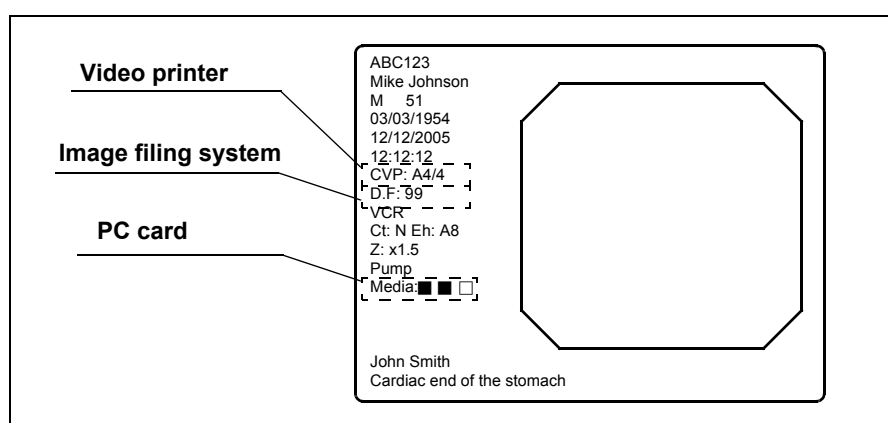 Video printer
Image filing system
PC card
ABC123
Mike Johnson
M 51
03/03/1954
12/12/2005
12:12:12
CVP: A4/4
D.F: 99
VCR
Ct: N Eh: A8
Z: x1.5
Pump
Media:■ ■ □
John Smith
Cardiac end of the stomach